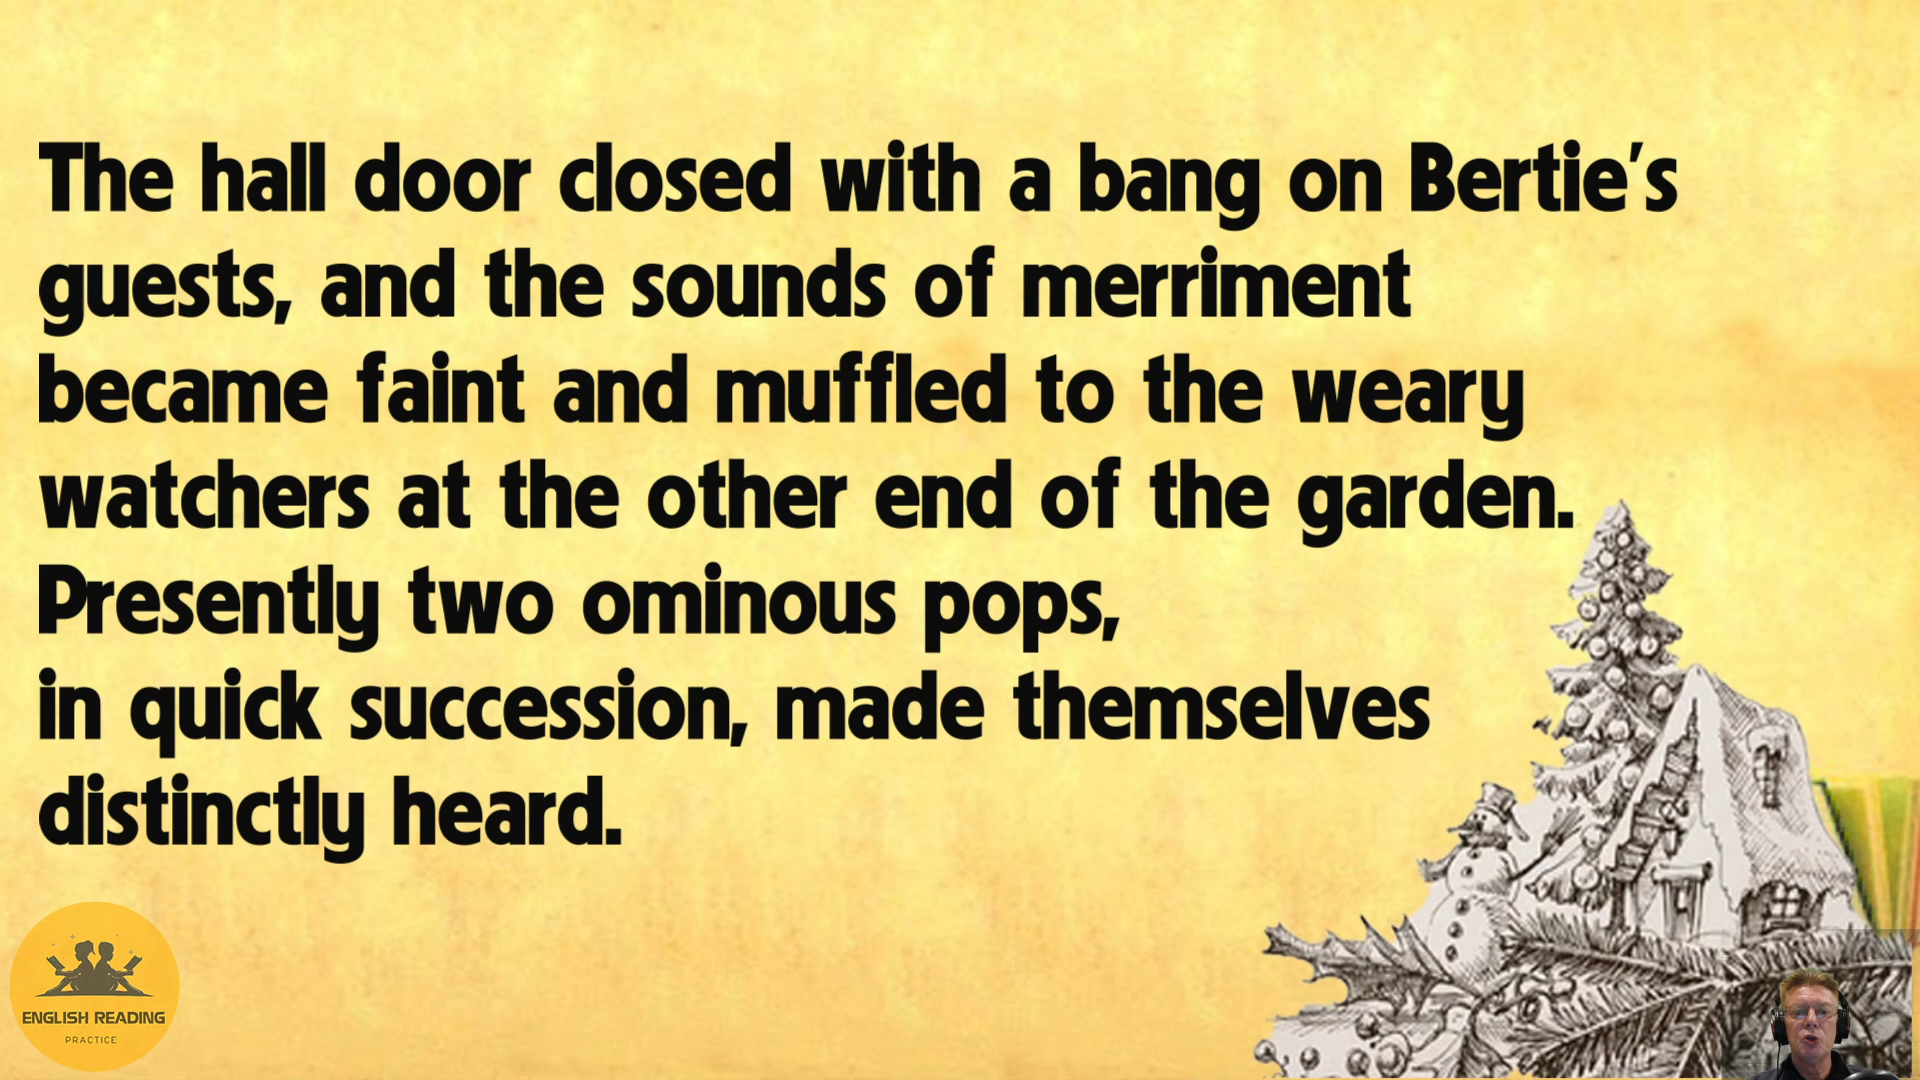 The hall door closed with a bang on Bertie's
guests, and the sounds of merriment
became faint and muffled to the weary
watchers at the other end of the garden.
Presently two ominous pops,
in quick succession, made themselves
distinctly heard.
ENGLISH READING
PRACTICE